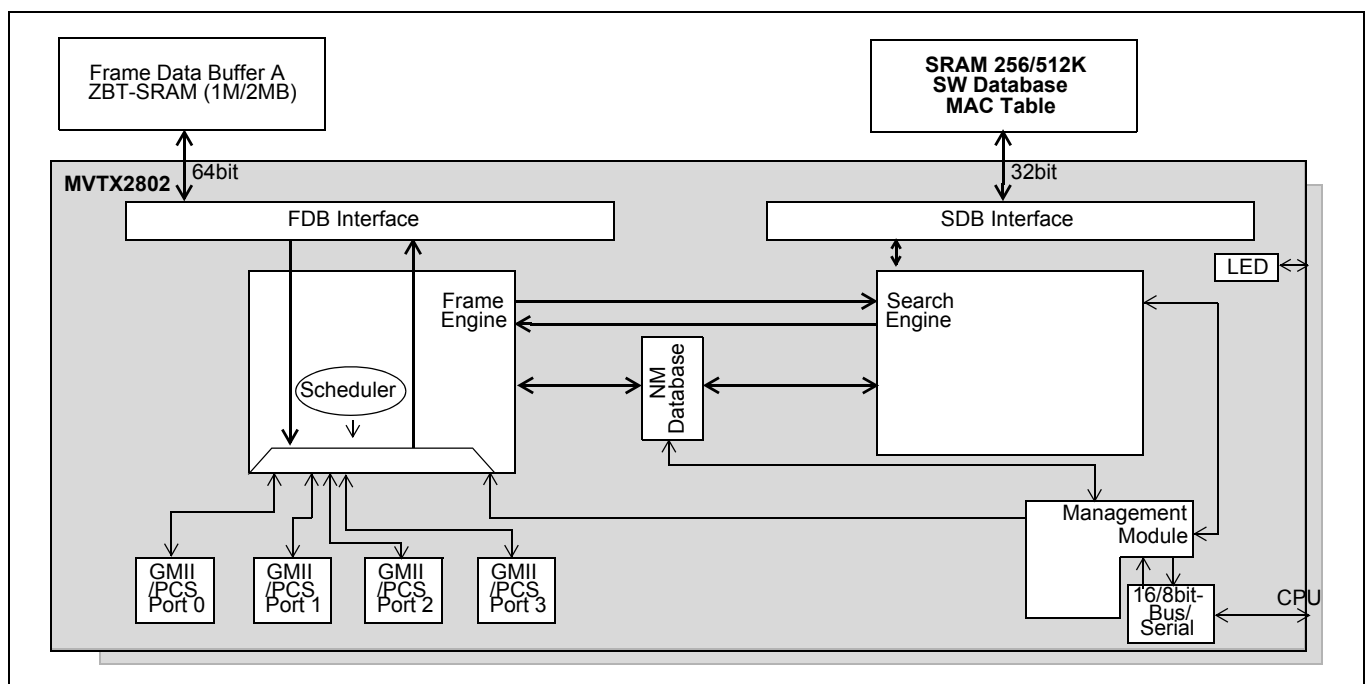 Frame Data Buffer A
ZBT-SRAM (1M/2MB)
SRAM 256/512K
SW Database
MAC Table
64bit
32bit
MVTX2802
FDB Interface
SDB Interface
LED
Frame
Engine
Search
Engine
NM
Database
Scheduler
Management
Module
GMII
/PCS
Port 0
GMII
/PCS
Port 1
GMII
/PCS
Port 2
GMII
/PCS
Port 3
16/8bit-
Bus/
Serial
CPU